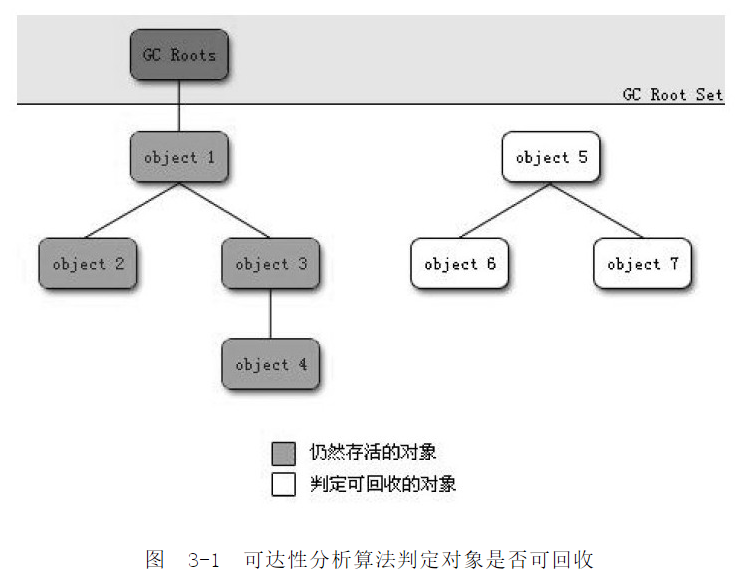 GC Roots
GC Root Set
object 1
object 5
object 2
object 3
object 6
object 7
object 4
仍然存活的对象
判定可回收的对象
图 3-1 可达性分析算法判定对象是否可回收